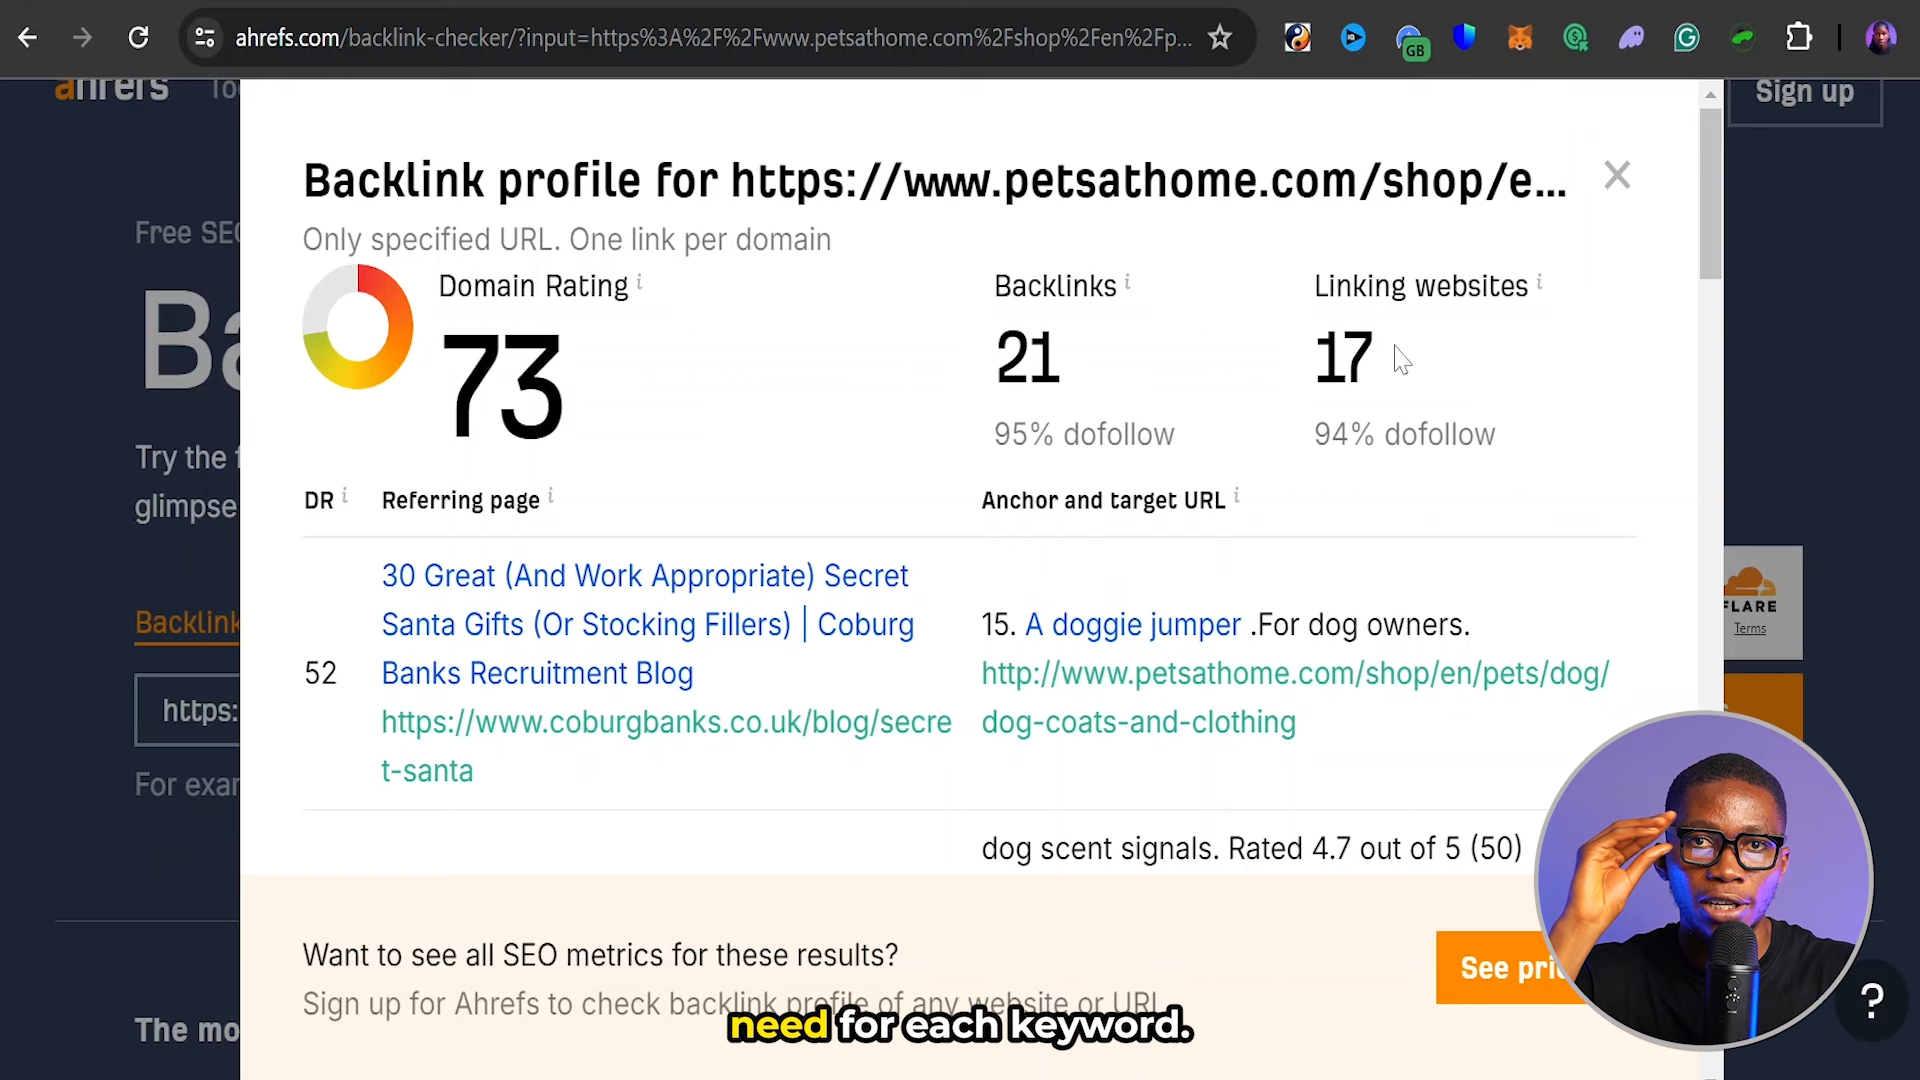 ahrefs.com/backlink-checker/?input=https%3A%2F%2Fwww.petsathome.com%2Fshop%2Fen%2Fp...
GB
ahrefs
Sign up
Backlink profile for https://www.petsathome.com/shop/e...
Only specified URL. One link per domain
Free SEO
Domain Rating i
Backlinks i
Linking websites i
73
21
17
95% dofollow
94% dofollow
Try the f
glimpse
DR i
Referring page i
Anchor and target URL i
52
30 Great (And Work Appropriate) Secret
Santa Gifts (Or Stocking Fillers) | Coburg
Banks Recruitment Blog
https://www.coburgbanks.co.uk/blog/secre
t-santa
15. A doggie jumper .For dog owners.
http://www.petsathome.com/shop/en/pets/dog/
dog-coats-and-clothing
FLARE
Terms
Backlink
https:
For exar
dog scent signals. Rated 4.7 out of 5 (50)
Want to see all SEO metrics for these results?
Sign up for Ahrefs to check backlink profile of any website or URL
See pri
?
The mo
need for each keyword.